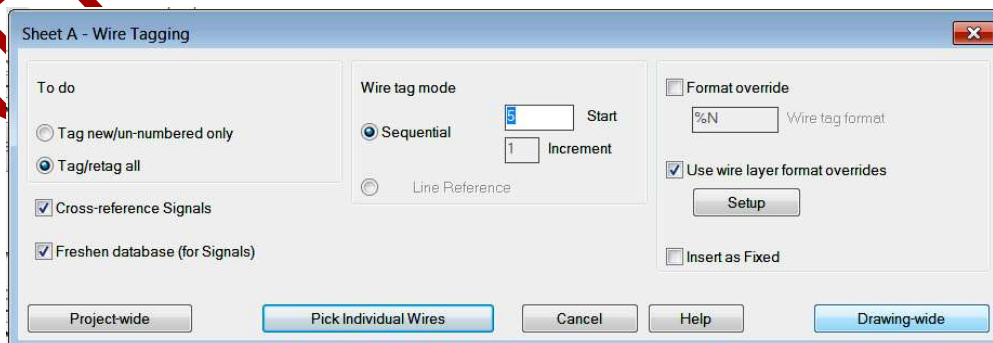 Sheet A - Wire Tagging
To do
Tag new/un-numbered only
Tag/retag all
Cross-reference Signals
Freshen database (for Signals)
Wire tag mode
Sequential
5 Start
1 Increment
Line Reference
Format override
%N Wire tag format
Use wire layer format overrides
Setup
Insert as Fixed
Project-wide
Pick Individual Wires
Cancel
Help
Drawing-wide